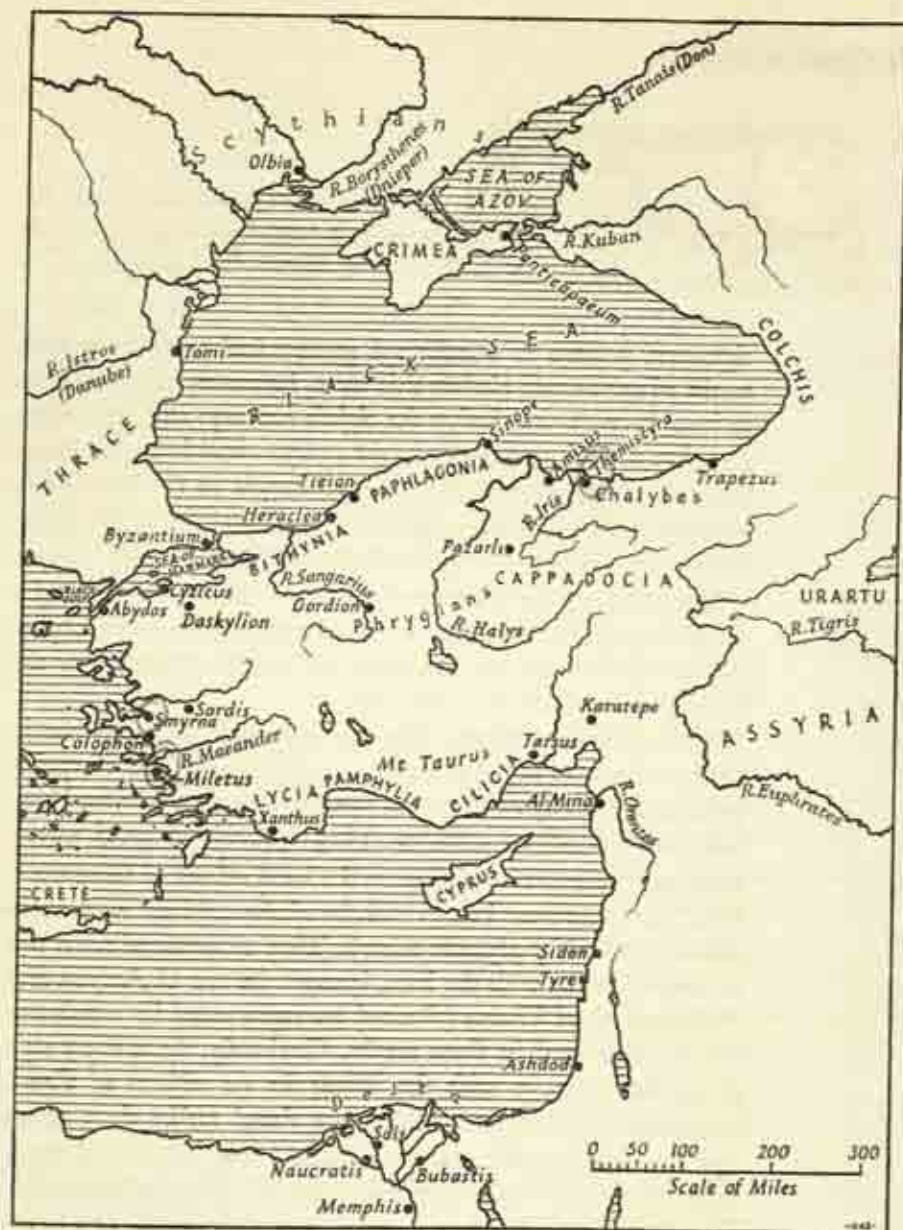 R. Tanais (Don)
Scythians
Olbia
R. Borysthenes
(Dnieper)
SEA OF
AZOV
CRIMEA
R. Kuban
Panticapaeum
COLCHIS
R. Istros
(Danube)
Tomi
BLACK SEA
THRACE
Sinope
Amisus
Themiscyra
Trapezus
Tieion
PAPHLAGONIA
Chalybes
Heraclea
R. Iris
Byzantium
BITHYNIA
SEA OF
MARMARA
Pazarli
CAPPADOCIA
R. Sangarius
Cyzicus
Abydos
Daskylion
Gordion
Phrygians
R. Halys
URARTU
R. Tigris
Sardis
Smyrna
Colophon
R. Maeander
Miletus
Karatepe
ASSYRIA
Mt Taurus
Tarsus
LYCIA
PAMPHYLIA
CILICIA
Xanthus
Al Mina
R. Orontes
R. Euphrates
CRETE
CYPRUS
Sidon
Tyre
Ashdod
Delta
Sais
Naucratis
Bubastis
Memphis
0 50 100 200 300
Scale of Miles